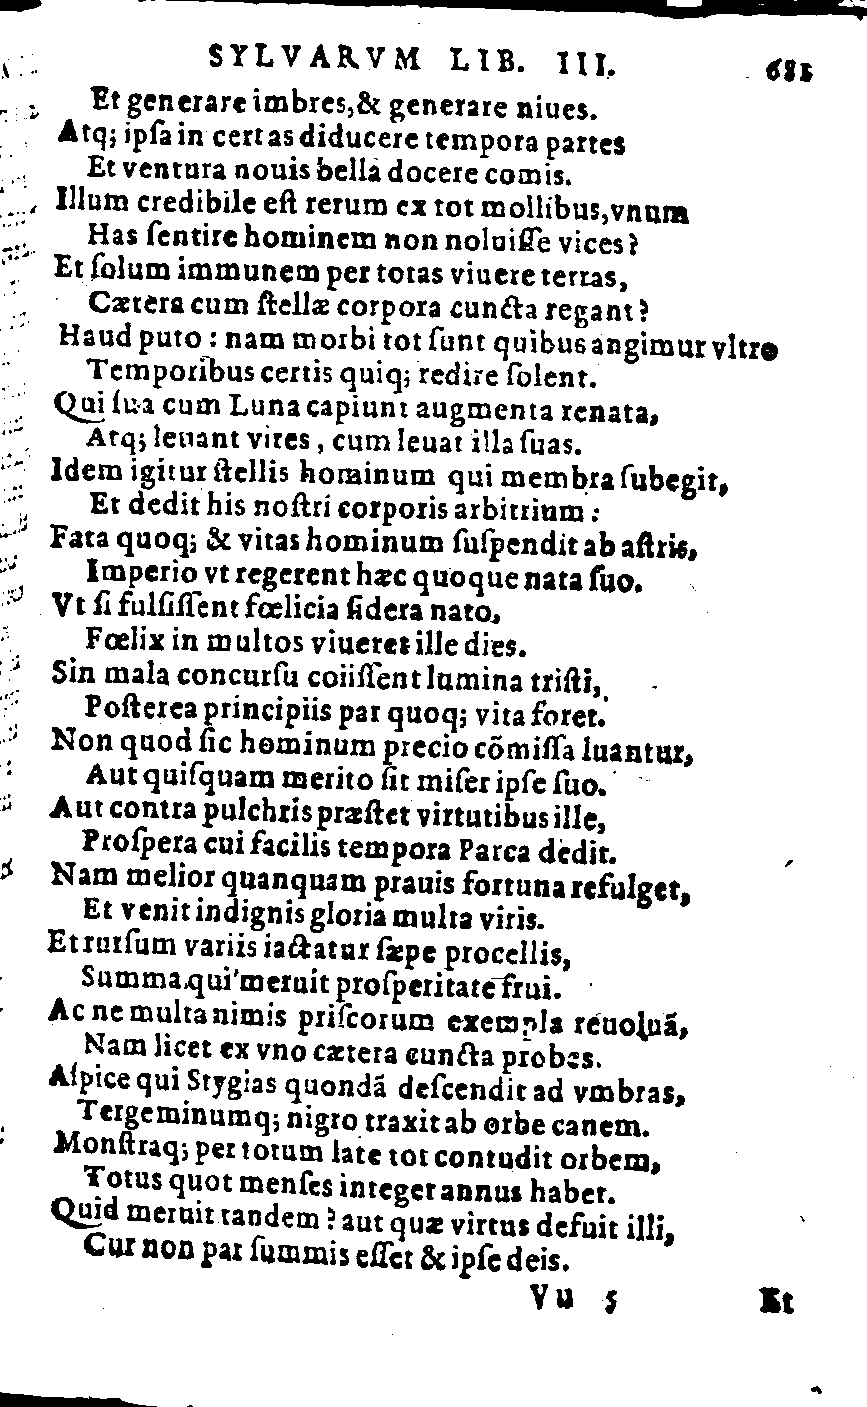 SYLVARVM LIB. III. 681
Et generare imbres, & generare niues.
Atq; ipſa in certas diducere tempora partes
Et ventura nouis bella docere comis.
Illum credibile eſt rerum ex tot mollibus, vnum
Has ſentire hominem non noluiſſe vices?
Et ſolum immunem per totas viuere terras,
Cætera cum ſtellæ corpora cuncta regant?
Haud puto: nam morbi tot ſunt quibus angimur vltro
Temporibus certis quiq; redire ſolent.
Qui ſua cum Luna capiunt augmenta renata,
Atq; leuant vires, cum leuat illa ſuas.
Idem igitur ſtellis hominum qui membra ſubegit,
Et dedit his noſtri corporis arbitrium:
Fata quoq; & vitas hominum ſuſpendit ab aſtris,
Imperio vt regerent hæc quoque nata ſuo.
Vt ſi fulſiſſent fœlicia ſidera nato,
Fœlix in multos viueret ille dies.
Sin mala concurſu coiiſſent lumina triſti,
Poſterea principiis par quoq; vita foret.
Non quod ſic hominum precio cõmiſſa luantur,
Aut quiſquam merito ſit miſer ipſe ſuo.
Aut contra pulchris præſtet virtutibus ille,
Proſpera cui facilis tempora Parca dedit.
Nam melior quanquam prauis fortuna refulget,
Et venit indignis gloria multa viris.
Et rurſum variis iactatur ſæpe procellis,
Summa qui meruit proſperitate frui.
Ac ne multa nimis priſcorum exempla reuoluã,
Nam licet ex vno cætera cuncta probes.
Aſpice qui Stygias quondã deſcendit ad vmbras,
Tergeminumq; nigro traxit ab orbe canem.
Monſtraq; per totum late tot contudit orbem,
Totus quot menſes integer annus habet.
Quid meruit tandem? aut quæ virtus defuit illi,
Cur non par ſummis eſſet & ipſe deis.
Vu 5 Et